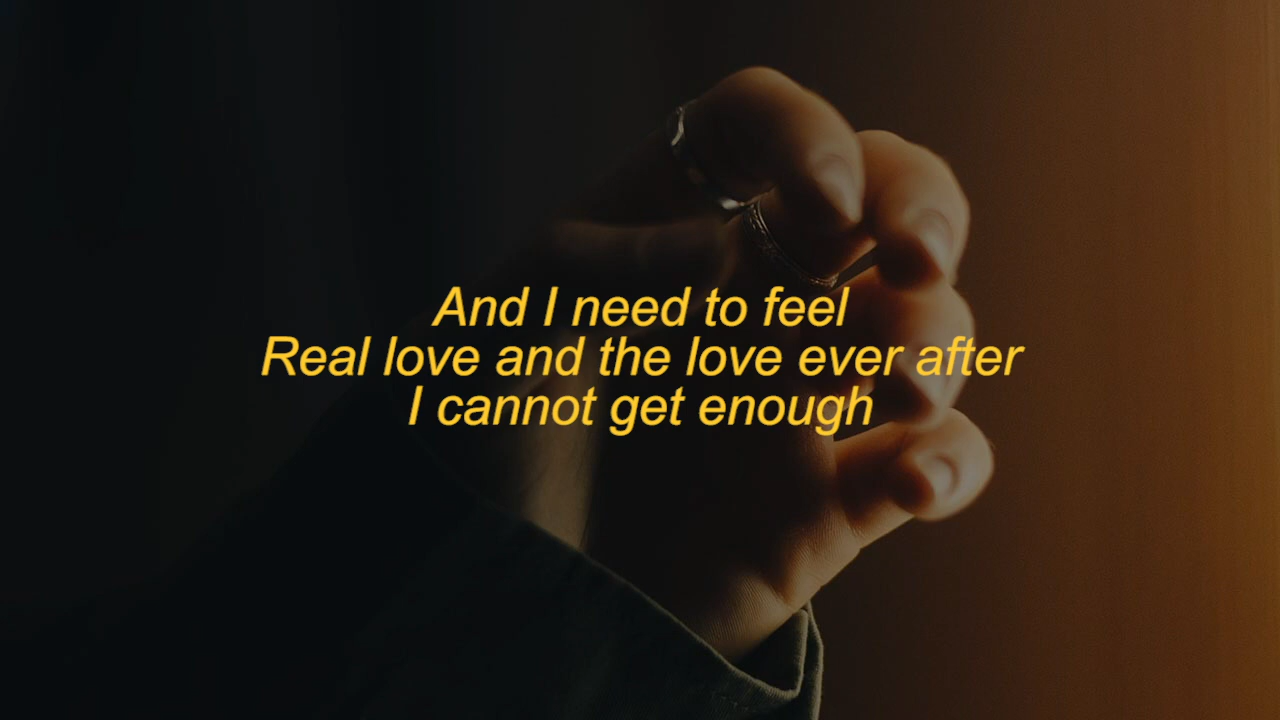 And I need to feel
Real love and the love ever after
I cannot get enough